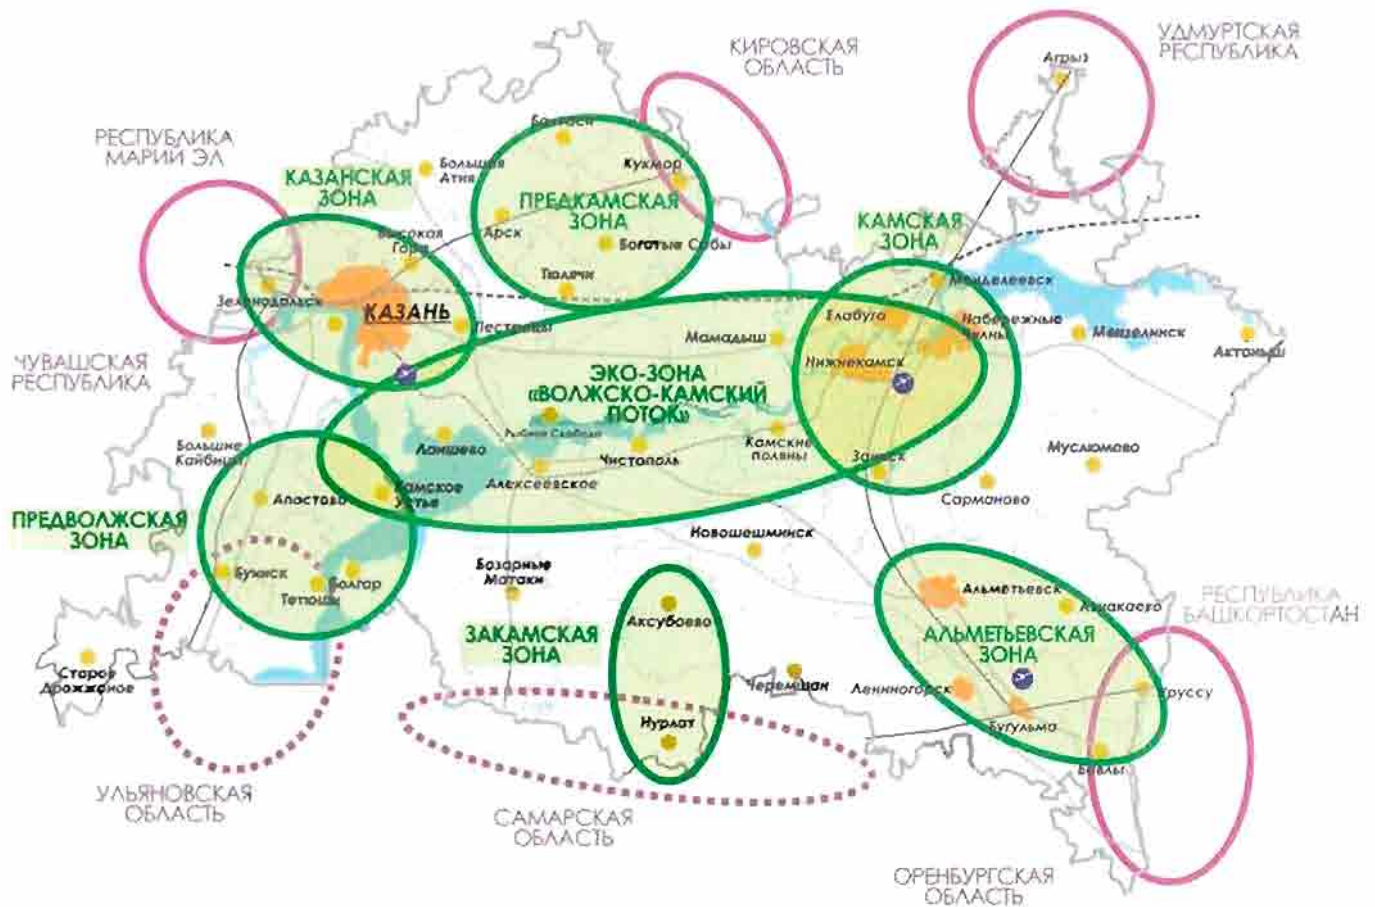 УДМУРТСКАЯ
РЕСПУБЛИКА
КИРОВСКАЯ
ОБЛАСТЬ
Агрыз
РЕСПУБЛИКА
МАРИЙ ЭЛ
Балтаси
Большая
Атня
Кукмор
КАЗАНСКАЯ
ЗОНА
ПРЕДКАМСКАЯ
ЗОНА
КАМСКАЯ
ЗОНА
Высокая
Гора
Арск
Богатые Сабы
Тюлячи
Менделеевск
Зеленодольск
КАЗАНЬ
Пестрецы
Мамадыш
Елабуга
Набережные
Челны
Мензелинск
Актаныш
ЧУВАШСКАЯ
РЕСПУБЛИКА
Нижнекамск
ЭКО-ЗОНА
«ВОЛЖСКО-КАМСКИЙ
ПОТОК»
Рыбная Слобода
Большие
Кайбицы
Лаишево
Чистополь
Камские
поляны
Заинск
Муслюмово
Сарманово
Алексеевское
Апастово
Камское
Устье
ПРЕДВОЛЖСКАЯ
ЗОНА
Новошешминск
Базарные
Матаки
Буинск
Тетюши
Болгар
Альметьевск
Азнакаево
РЕСПУБЛИКА
БАШКОРТОСТАН
Аксубаево
ЗАКАМСКАЯ
ЗОНА
АЛЬМЕТЬЕВСКАЯ
ЗОНА
Старое
Дрожжаное
Черемшан
Лениногорск
Уруссу
Нурлат
Бугульма
Бавлы
УЛЬЯНОВСКАЯ
ОБЛАСТЬ
САМАРСКАЯ
ОБЛАСТЬ
ОРЕНБУРГСКАЯ
ОБЛАСТЬ